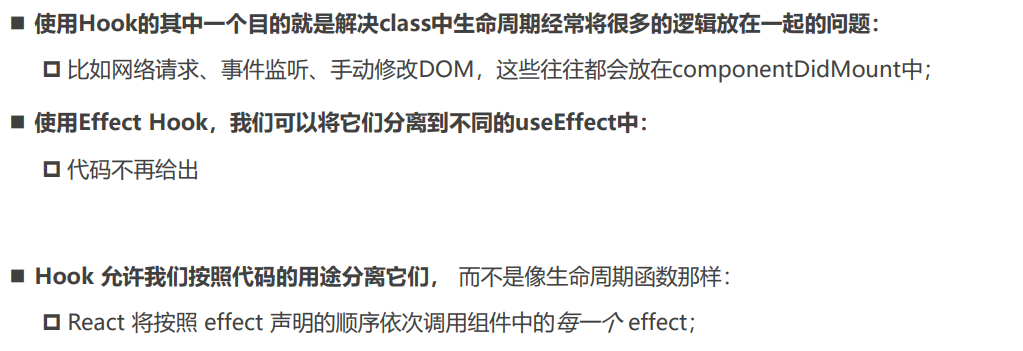 ■ 使用Hook的其中一个目的就是解决class中生命周期经常将很多的逻辑放在一起的问题：
比如网络请求、事件监听、手动修改DOM，这些往往都会放在componentDidMount中；
■ 使用Effect Hook，我们可以将它们分离到不同的useEffect中：
代码不再给出
■ Hook 允许我们按照代码的用途分离它们， 而不是像生命周期函数那样：
React 将按照 effect 声明的顺序依次调用组件中的每一个 effect；